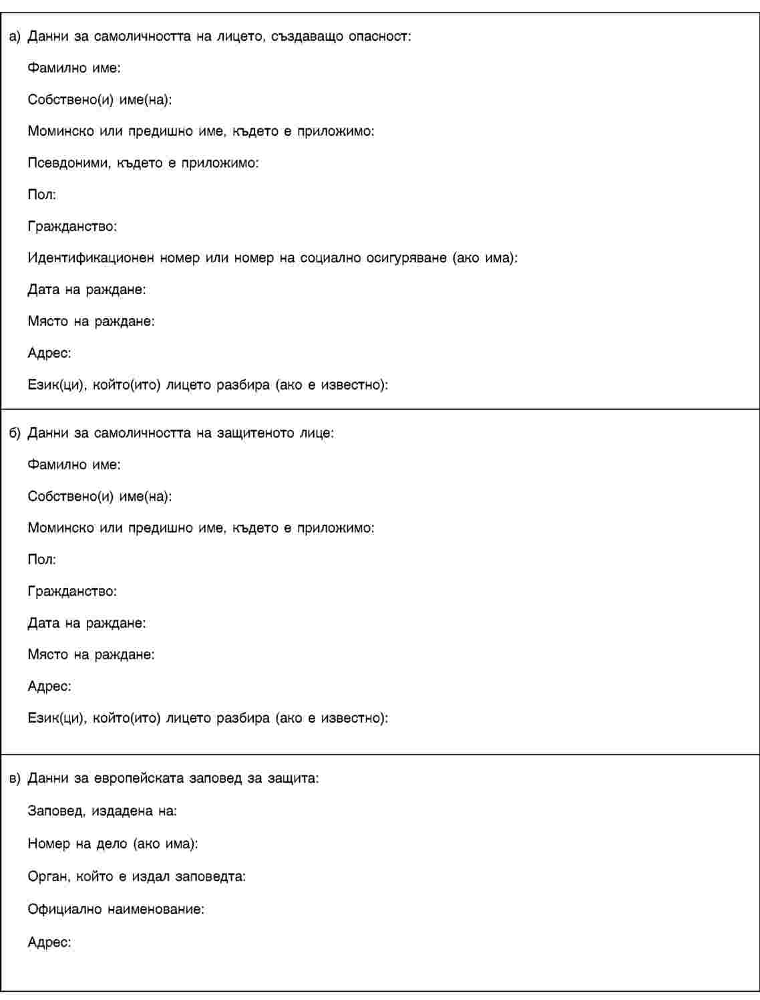 а) Данни за самоличността на лицето, създаващо опасност:
Фамилно име:
Собствено(и) име(на):
Моминско или предишно име, където е приложимо:
Псевдоними, където е приложимо:
Пол:
Гражданство:
Идентификационен номер или номер на социално осигуряване (ако има):
Дата на раждане:
Място на раждане:
Адрес:
Език(ци), който(ито) лицето разбира (ако е известно):
б) Данни за самоличността на защитеното лице:
Фамилно име:
Собствено(и) име(на):
Моминско или предишно име, където е приложимо:
Пол:
Гражданство:
Дата на раждане:
Място на раждане:
Адрес:
Език(ци), който(ито) лицето разбира (ако е известно):
в) Данни за европейската заповед за защита:
Заповед, издадена на:
Номер на дело (ако има):
Орган, който е издал заповедта:
Официално наименование:
Адрес: